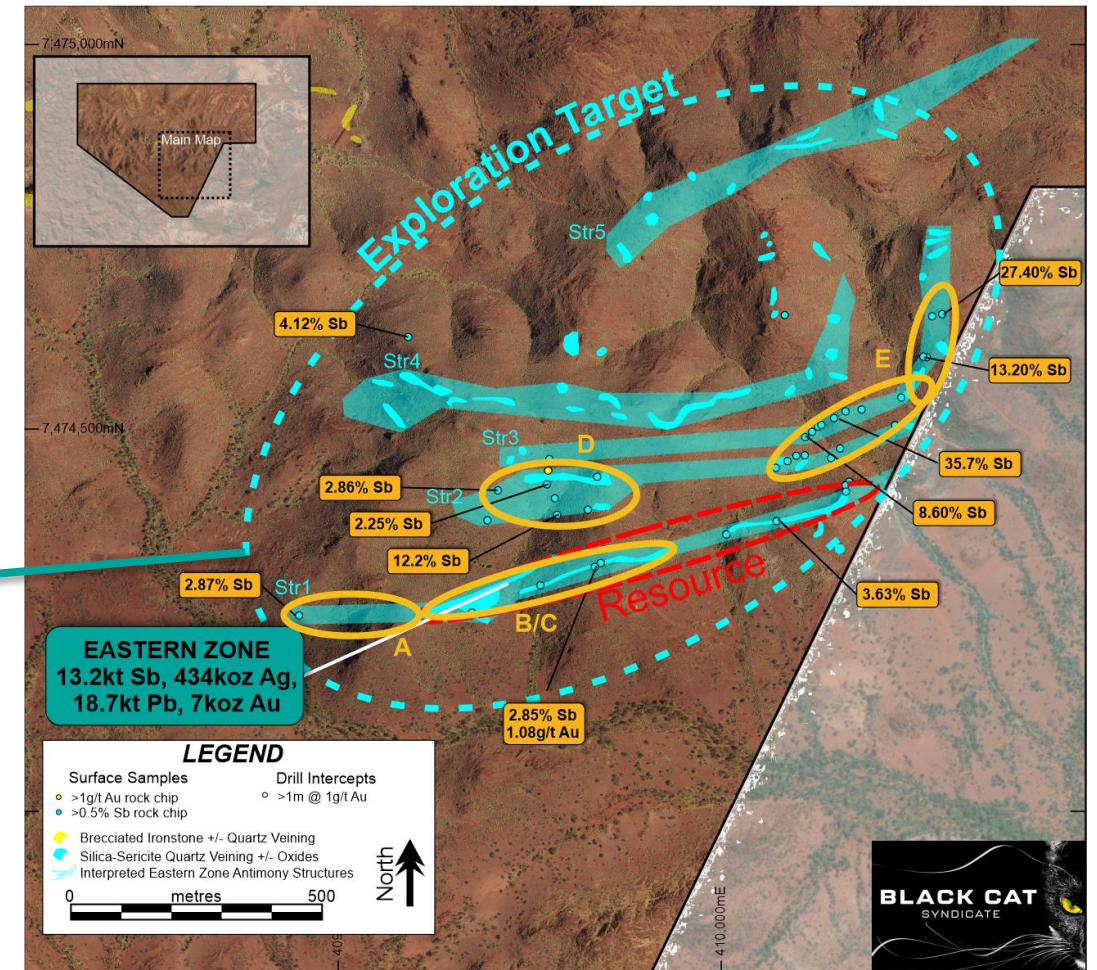 7,475,000mN
Main Map
Exploration Target
Str5
27.40% Sb
4.12% Sb
Str4
E
13.20% Sb
7,474,500mN
Str3
D
35.7% Sb
2.86% Sb
Str2
8.60% Sb
2.25% Sb
12.2% Sb
2.87% Sb
Str1
Resource
3.63% Sb
B/C
A
EASTERN ZONE
13.2kt Sb, 434koz Ag,
18.7kt Pb, 7koz Au
2.85% Sb
1.08g/t Au
LEGEND
Surface Samples
Drill Intercepts
>1g/t Au rock chip
>1m @ 1g/t Au
>0.5% Sb rock chip
Brecciated Ironstone +/- Quartz Veining
Silica-Sericite Quartz Veining +/- Oxides
Interpreted Eastern Zone Antimony Structures
North
0 metres 500
409
410,000mE
BLACK CAT
SYNDICATE